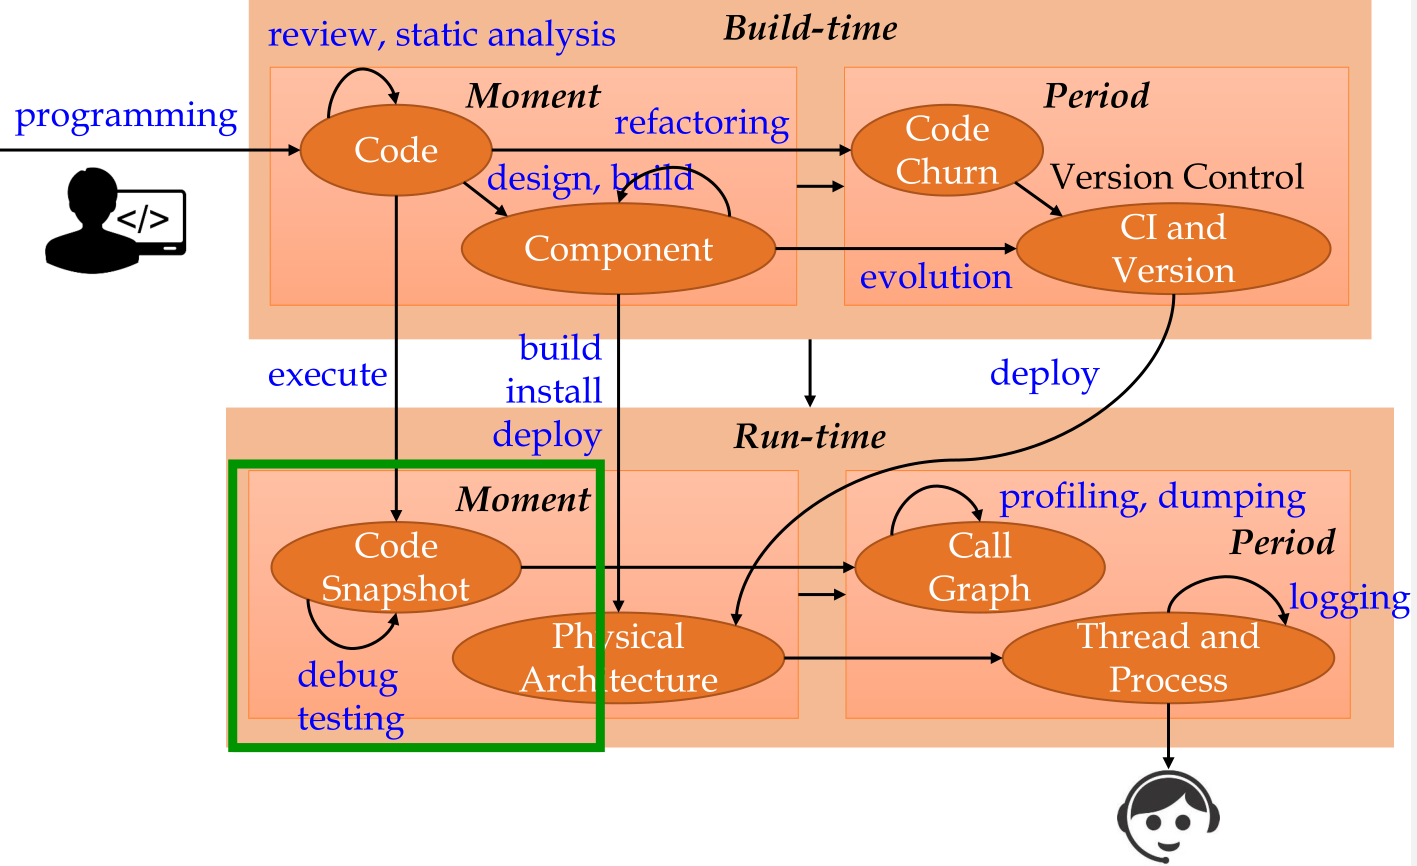 review, static analysis
Build-time
programming
Moment
Period
Code
refactoring
Code
Churn
design, build
Version Control
Component
CI and
Version
evolution
</>
execute
build
install
deploy
deploy
Run-time
Moment
profiling, dumping
Period
Code
Snapshot
Call
Graph
logging
Physical
Architecture
Thread and
Process
debug
testing